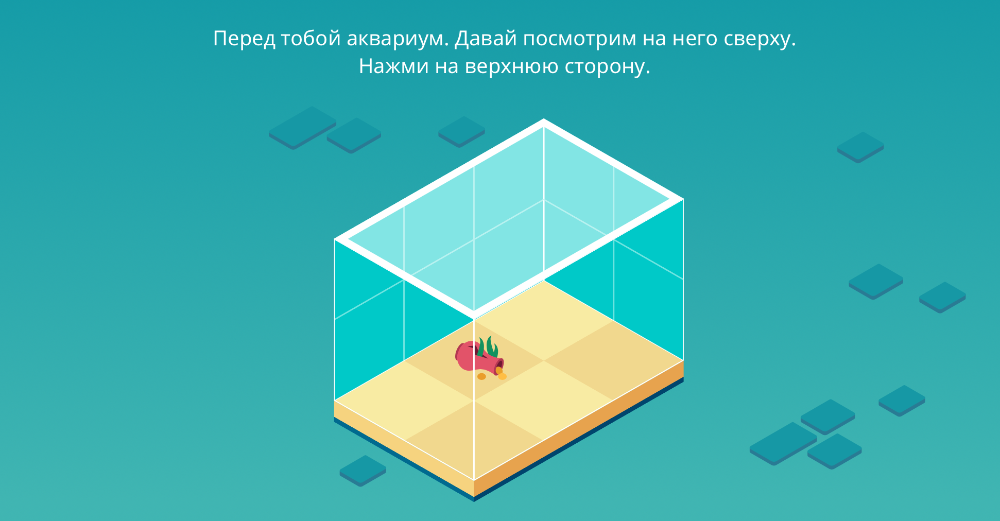 Перед тобой аквариум. Давай посмотрим на него сверху.
Нажми на верхнюю сторону.